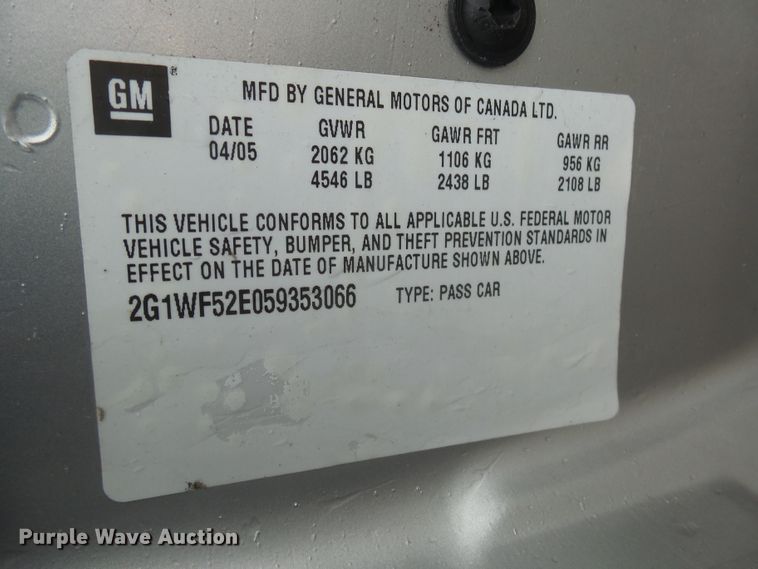 GM®
MFD BY GENERAL MOTORS OF CANADA LTD.
DATE GVWR GAWR FRT GAWR RR
04/05 2062 KG 1106 KG 956 KG
4546 LB 2438 LB 2108 LB
THIS VEHICLE CONFORMS TO ALL APPLICABLE U.S. FEDERAL MOTOR
VEHICLE SAFETY, BUMPER, AND THEFT PREVENTION STANDARDS IN
EFFECT ON THE DATE OF MANUFACTURE SHOWN ABOVE.
2G1WF52E059353066 TYPE: PASS CAR
Purple Wave Auction